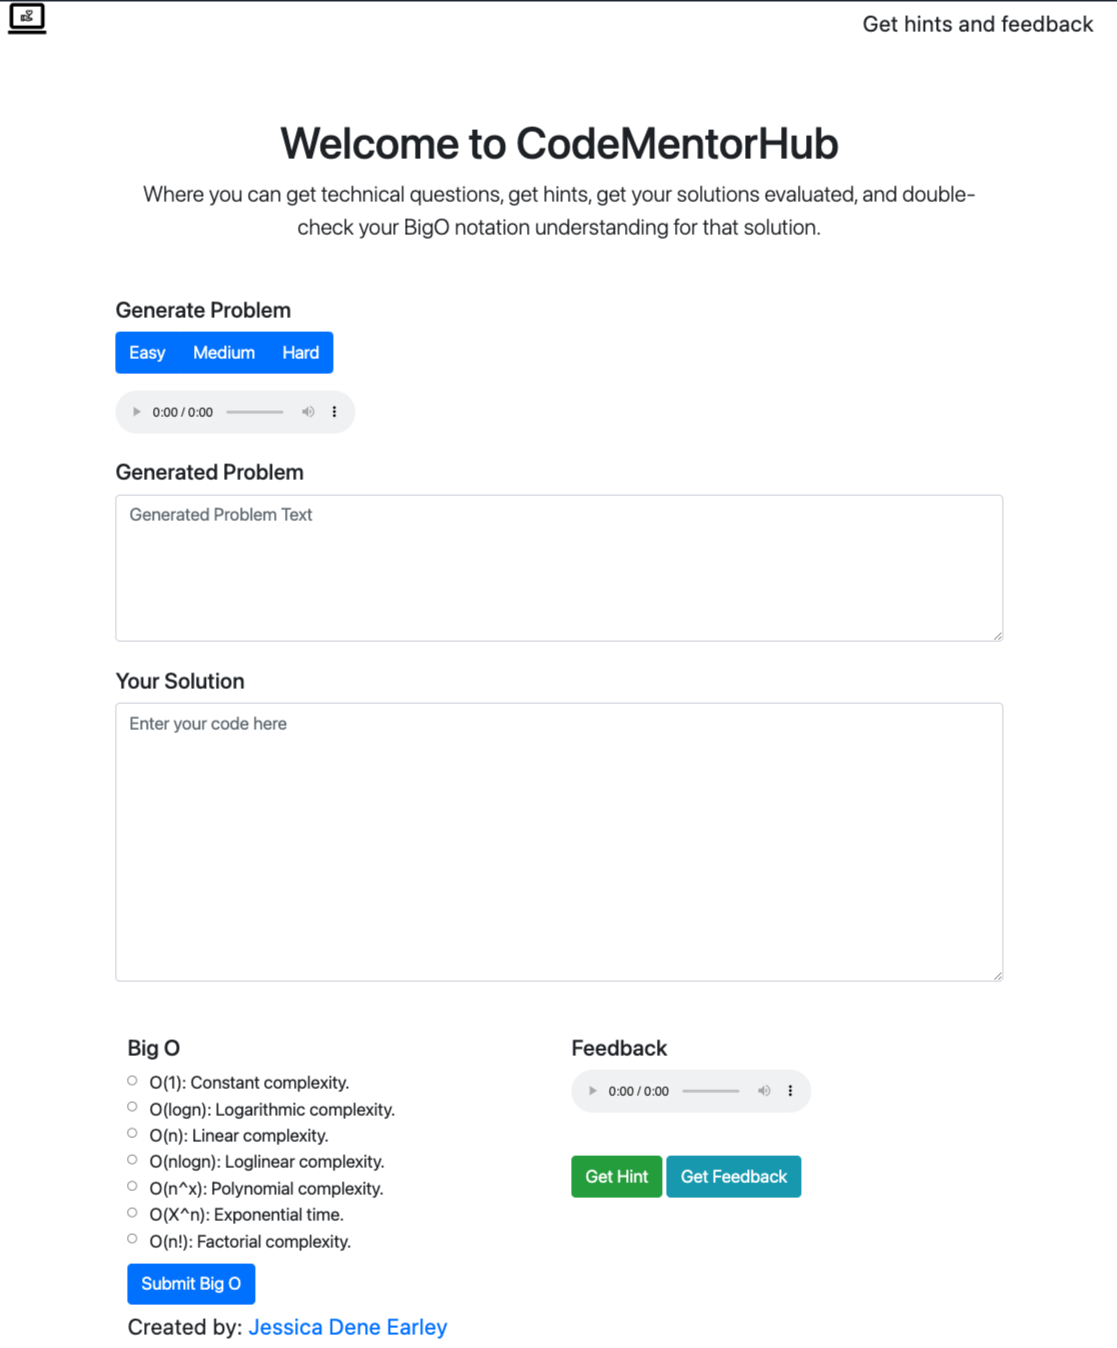 Get hints and feedback
Welcome to CodeMentorHub
Where you can get technical questions, get hints, get your solutions evaluated, and double-
check your BigO notation understanding for that solution.
Generate Problem
Easy Medium Hard
0:00 / 0:00
Generated Problem
Generated Problem Text
Your Solution
Enter your code here
Big O
O(1): Constant complexity.
O(logn): Logarithmic complexity.
O(n): Linear complexity.
O(nlogn): Loglinear complexity.
O(n^x): Polynomial complexity.
O(X^n): Exponential time.
O(n!): Factorial complexity.
Submit Big O
Feedback
0:00 / 0:00
Get Hint Get Feedback
Created by: Jessica Dene Earley